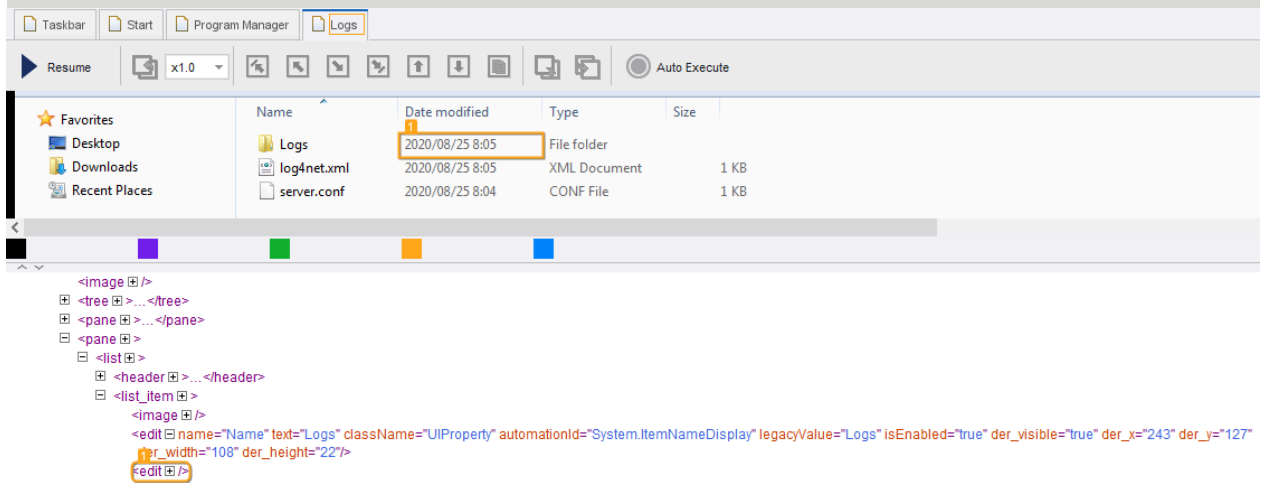 Taskbar Start Program Manager Logs
Resume x1.0 Auto Execute
Favorites
Desktop
Downloads
Recent Places
Name Date modified Type Size
1
Logs 2020/08/25 8:05 File folder
log4net.xml 2020/08/25 8:05 XML Document 1 KB
server.conf 2020/08/25 8:04 CONF File 1 KB
<image />
<tree >...</tree>
<pane >...</pane>
<pane >
<list >
<header >...</header>
<list_item >
<image />
<edit name="Name" text="Logs" className="UIProperty" automationId="System.ItemNameDisplay" legacyValue="Logs" isEnabled="true" der_visible="true" der_x="243" der_y="127"
er_width="108" der_height="22"/>
1
<edit />